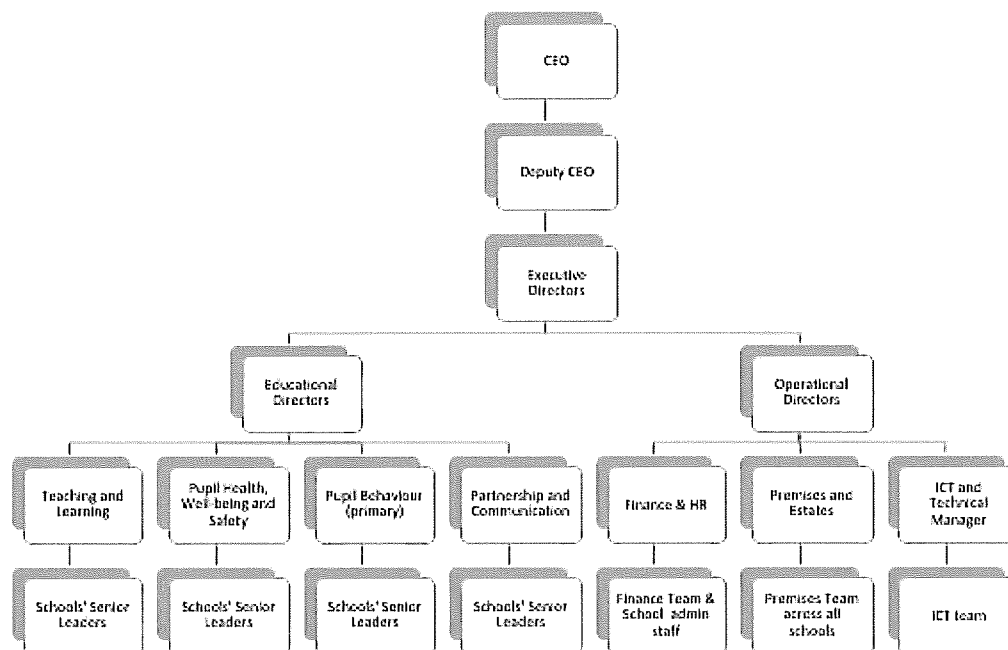 CEO
Deputy CEO
Executive
Directors
Educational
Directors
Operational
Directors
Teaching and
Learning
Pupil Health,
Well-being and
Safety
Pupil Behaviour
(primary)
Partnership and
Communication
Finance & HR
Premises and
Estates
ICT and
Technical
Manager
Schools' Senior
Leaders
Schools' Senior
Leaders
Schools' Senior
Leaders
Schools' Senior
Leaders
Finance Team &
School admin
staff
Premises Team
across all
schools
ICT team